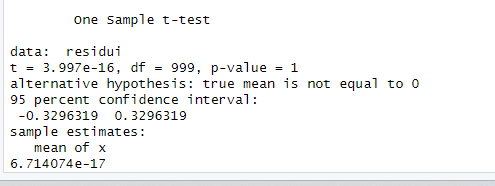 One Sample t-test
data:  residui
t = 3.997e-16, df = 999, p-value = 1
alternative hypothesis: true mean is not equal to 0
95 percent confidence interval:
-0.3296319  0.3296319
sample estimates:
mean of x
6.714074e-17